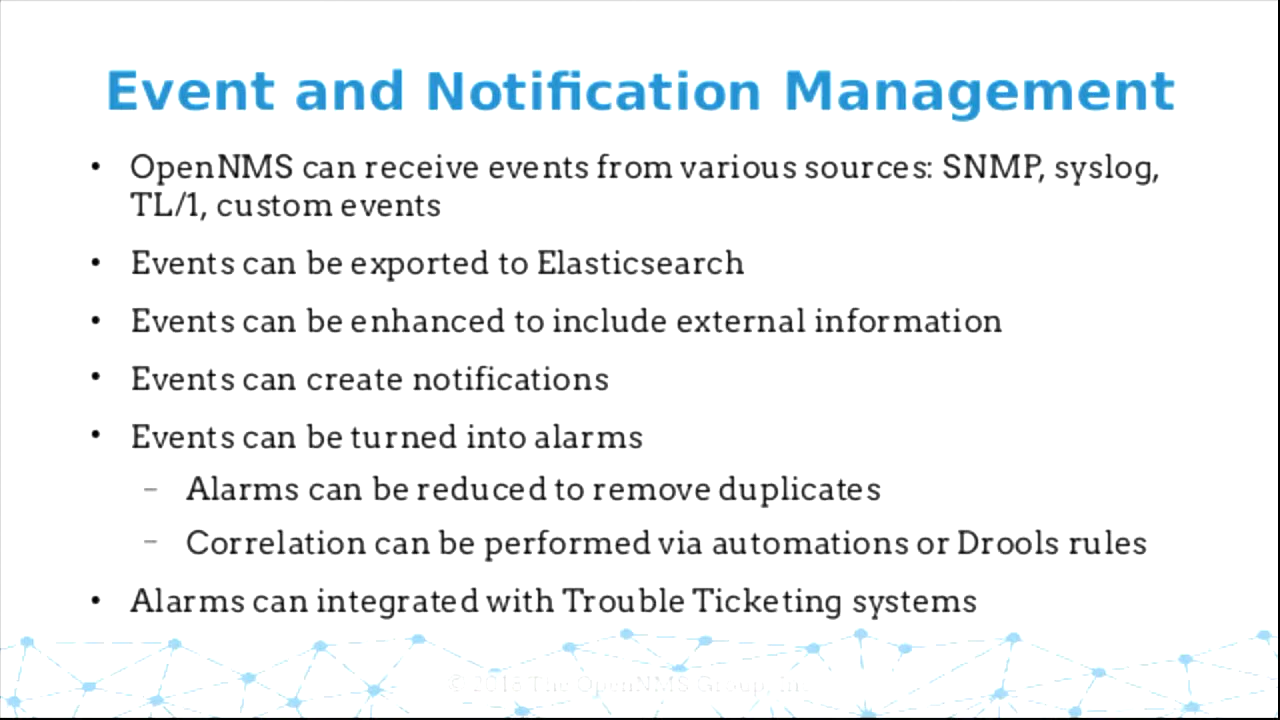 Event and Notification Management
• OpenNMS can receive events from various sources: SNMP, syslog,
TL/1, custom events
• Events can be exported to Elasticsearch
• Events can be enhanced to include external information
• Events can create notifications
• Events can be turned into alarms
– Alarms can be reduced to remove duplicates
– Correlation can be performed via automations or Drools rules
• Alarms can integrated with Trouble Ticketing systems
The OpenNMS Group,